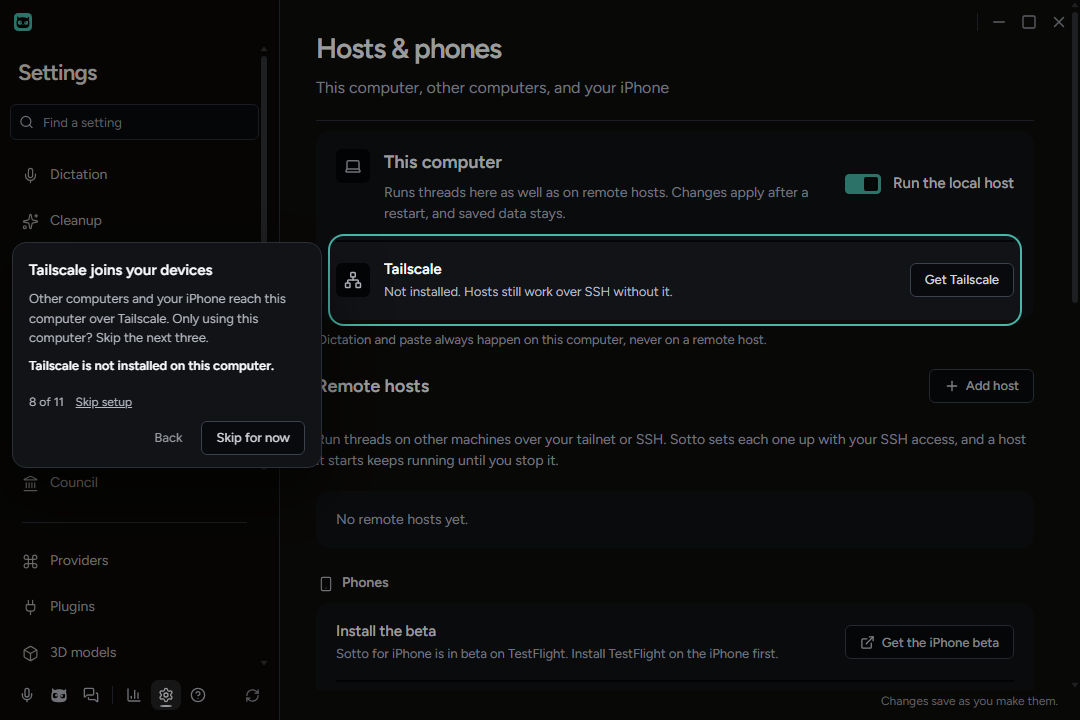 Settings
Find a setting
Dictation
Cleanup
Tailscale joins your devices
Other computers and your iPhone reach this
computer over Tailscale. Only using this
computer? Skip the next three.
Tailscale is not installed on this computer.
8 of 11 Skip setup
Back Skip for now
Council
Providers
Plugins
3D models
Hosts & phones
This computer, other computers, and your iPhone
This computer
Runs threads here as well as on remote hosts. Changes apply after a
restart, and saved data stays.
Run the local host
Tailscale
Not installed. Hosts still work over SSH without it.
Get Tailscale
Dictation and paste always happen on this computer, never on a remote host.
Remote hosts
Add host
Run threads on other machines over your tailnet or SSH. Sotto sets each one up with your SSH access, and a host
it starts keeps running until you stop it.
No remote hosts yet.
Phones
Install the beta
Sotto for iPhone is in beta on TestFlight. Install TestFlight on the iPhone first.
Get the iPhone beta
Changes save as you make them.